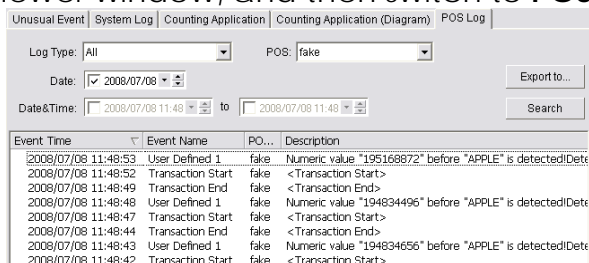 lower window, and then switch to POS
Unusual Event System Log Counting Application Counting Application (Diagram) POS Log
Log Type: All POS: fake
Date: 2008/07/08 Export to...
Date&Time: 2008/07/08 11:48 to 2008/07/08 11:48 Search
Event Time Event Name PO... Description
2008/07/08 11:48:53 User Defined 1 fake Numeric value "195168872" before "APPLE" is detected!Dete
2008/07/08 11:48:52 Transaction Start fake <Transaction Start>
2008/07/08 11:48:49 Transaction End fake <Transaction End>
2008/07/08 11:48:48 User Defined 1 fake Numeric value "194834496" before "APPLE" is detected!Dete
2008/07/08 11:48:47 Transaction Start fake <Transaction Start>
2008/07/08 11:48:44 Transaction End fake <Transaction End>
2008/07/08 11:48:43 User Defined 1 fake Numeric value "194834656" before "APPLE" is detected!Dete
2008/07/08 11:48:42 Transaction Start fake <Transaction Start>